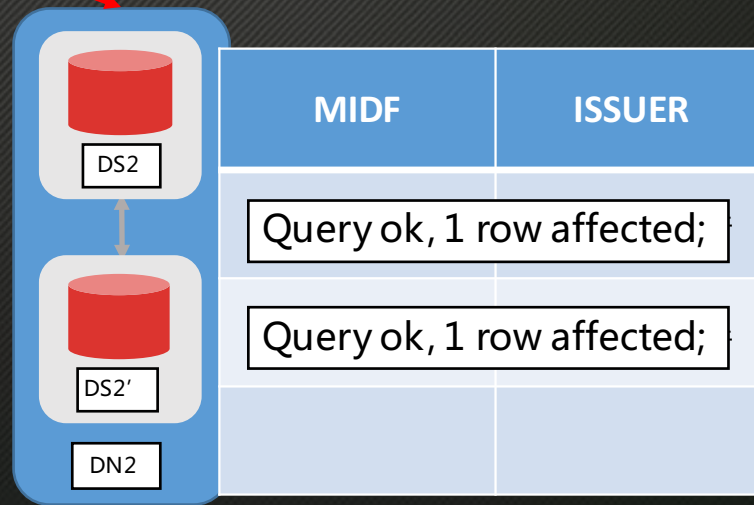 MIDF ISSUER
DS2
Query ok, 1 row affected;
Query ok, 1 row affected;
DS2’
DN2